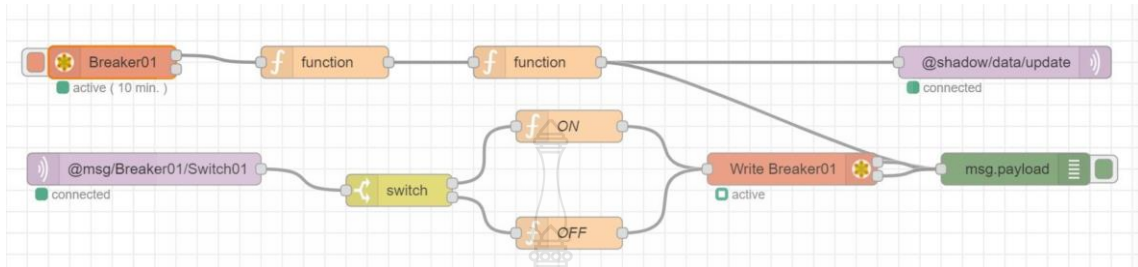 Breaker01
function
function
@shadow/data/update
active ( 10 min. )
connected
ON
@msg/Breaker01/Switch01
switch
Write Breaker01
msg.payload
connected
active
OFF